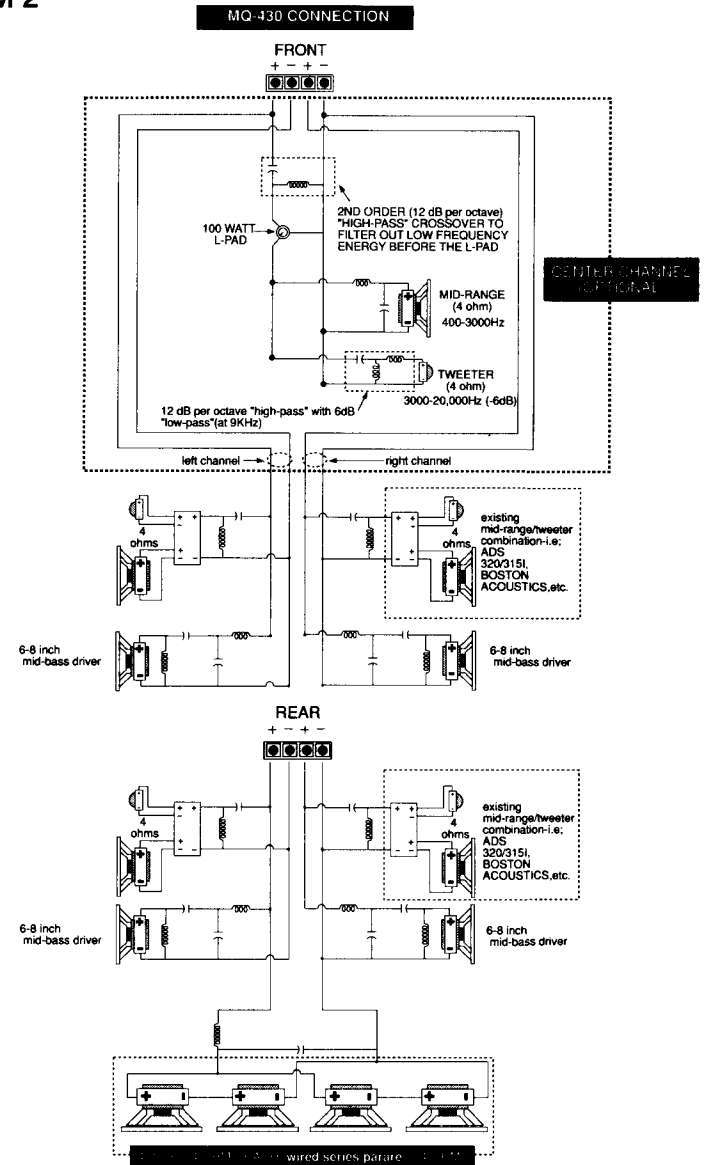 MQ-430 CONNECTION
FRONT
+ − + −
2ND ORDER (12 dB per octave)
"HIGH-PASS" CROSSOVER TO
FILTER OUT LOW FREQUENCY
ENERGY BEFORE THE L-PAD
100 WATT
L-PAD
CENTER CHANNEL
(OPTIONAL)
MID-RANGE
(4 ohm)
400-3000Hz
TWEETER
(4 ohm)
3000-20,000Hz (-6dB)
12 dB per octave "high-pass" with 6dB
"low-pass"(at 9KHz)
left channel
right channel
4
ohms
4
ohms
existing
mid-range/tweeter
combination-i.e;
ADS
320/315I,
BOSTON
ACOUSTICS,etc.
6-8 inch
mid-bass driver
6-8 inch
mid-bass driver
REAR
+ − + −
4
ohms
4
ohms
existing
mid-range/tweeter
combination-i.e;
ADS
320/315I,
BOSTON
ACOUSTICS,etc.
6-8 inch
mid-bass driver
6-8 inch
mid-bass driver
wired series